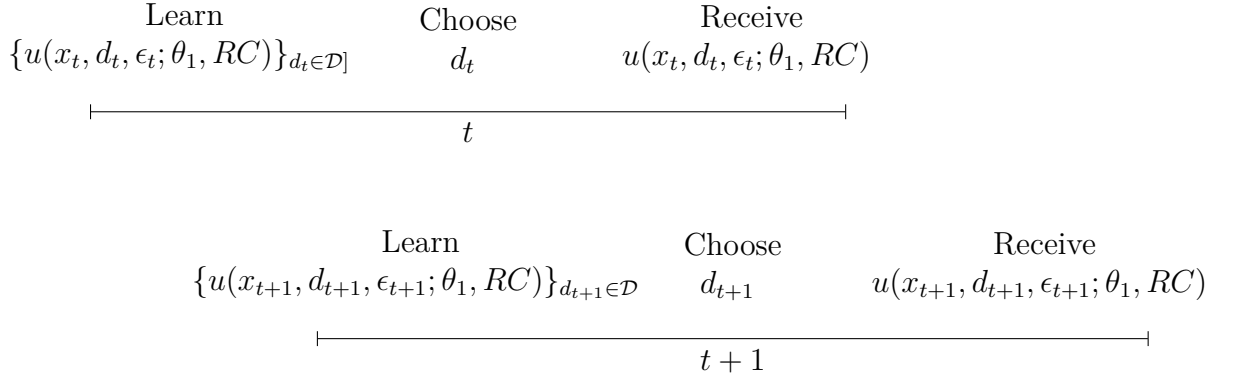 Learn Choose Receive
{u(x_t, d_t, ϵ_t; θ_1, RC)}_{d_t∈𝒟]} d_t u(x_t, d_t, ϵ_t; θ_1, RC)
t
Learn Choose Receive
{u(x_{t+1}, d_{t+1}, ϵ_{t+1}; θ_1, RC)}_{d_{t+1}∈𝒟} d_{t+1} u(x_{t+1}, d_{t+1}, ϵ_{t+1}; θ_1, RC)
t + 1